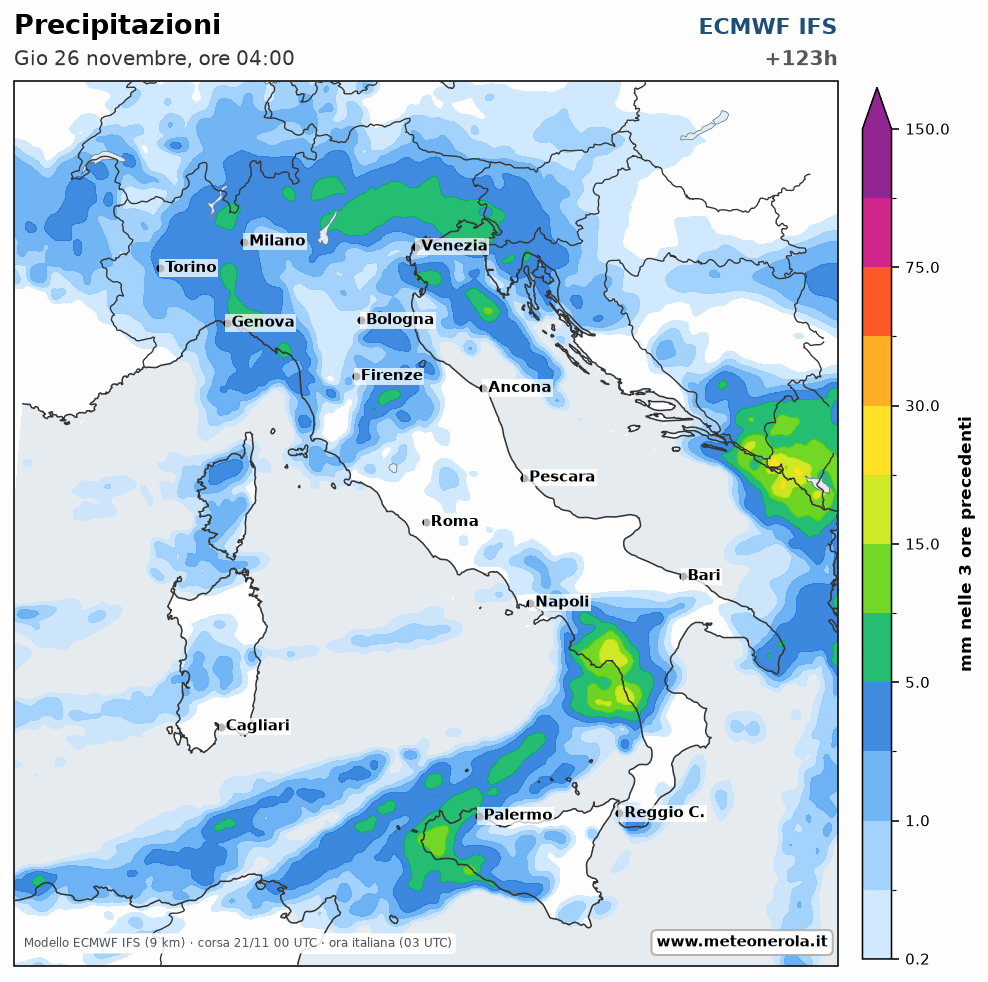 Precipitazioni
ECMWF IFS
Gio 26 novembre, ore 04:00
+123h
150.0
75.0
30.0
15.0
5.0
1.0
0.2
mm nelle 3 ore precedenti
Milano
Venezia
Torino
Genova
Bologna
Firenze
Ancona
Pescara
Roma
Bari
Napoli
Cagliari
Palermo
Reggio C.
Modello ECMWF IFS (9 km) · corsa 21/11 00 UTC · ora italiana (03 UTC)
www.meteonerola.it